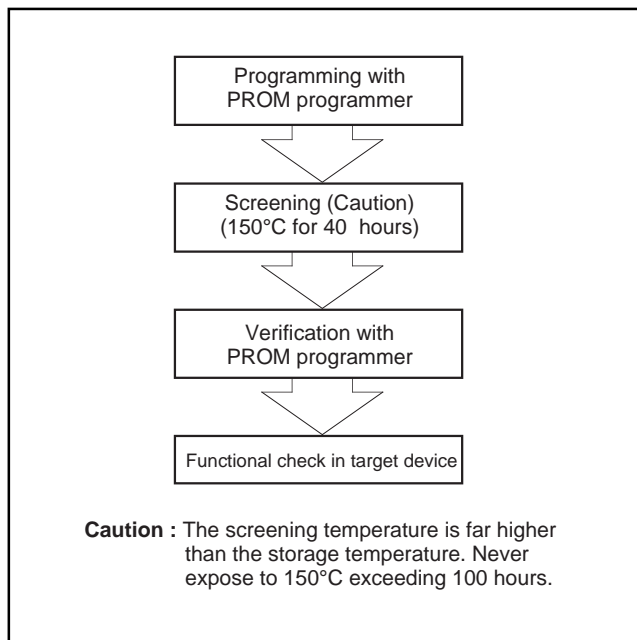 Programming with
PROM programmer
Screening (Caution)
(150°C for 40 hours)
Verification with
PROM programmer
Functional check in target device
Caution : The screening temperature is far higher
than the storage temperature. Never
expose to 150°C exceeding 100 hours.